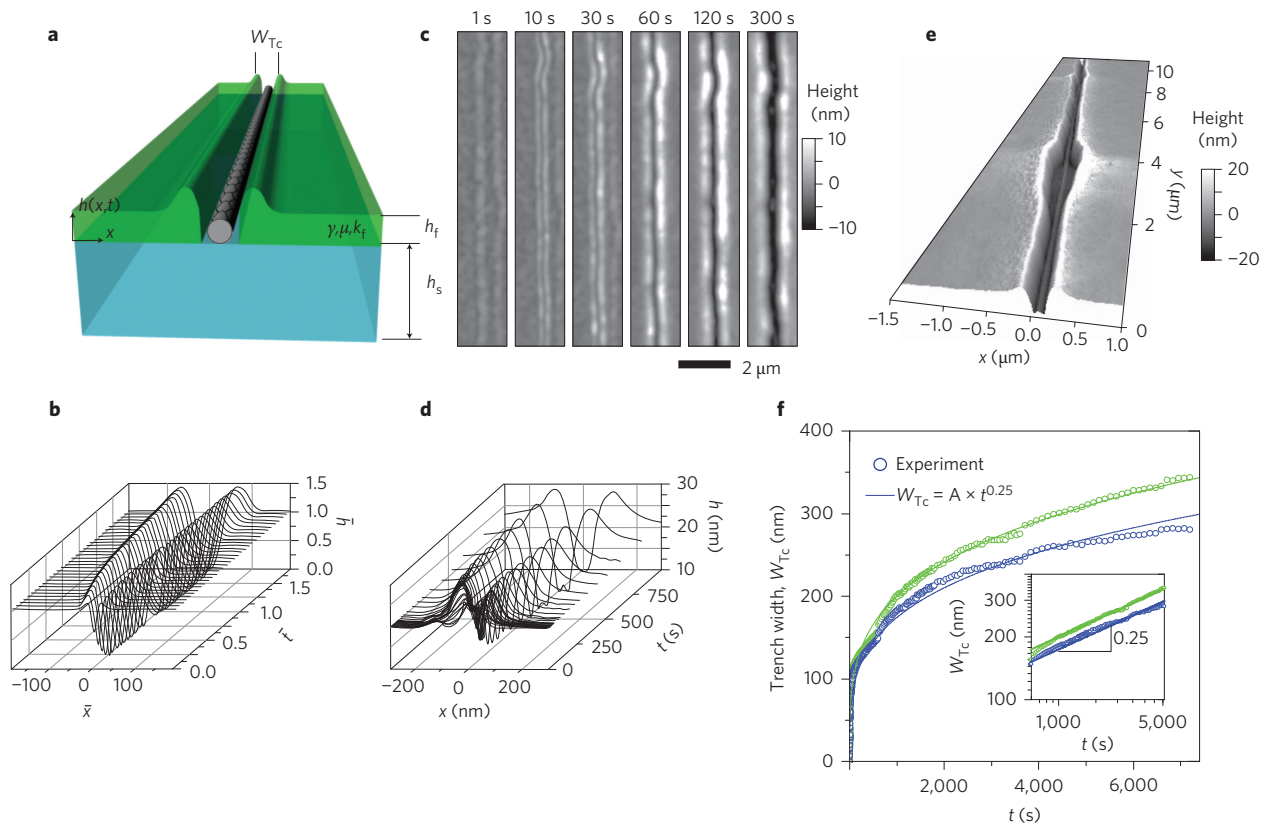 a
W_Tc
h(x,t)
x
γ,μ,k_f
h_f
h_s
c
1 s
10 s
30 s
60 s
120 s
300 s
Height
(nm)
10
0
−10
2 μm
e
10
8
6
4
2
0
y (μm)
−1.5
−1.0
−0.5
0.0
0.5
1.0
x (μm)
Height
(nm)
20
0
−20
b
1.5
1.0
0.5
0.0
h̄
1.5
1.0
0.5
0.0
t̄
−100
0
100
x̄
d
30
20
10
h (nm)
750
500
250
0
t (s)
−200
0
200
x (nm)
f
400
300
200
150
100
50
0
Trench width, W_Tc (nm)
Experiment
W_Tc = A × t^0.25
2,000
4,000
6,000
t (s)
300
200
100
W_Tc (nm)
0.25
1,000
5,000
t (s)